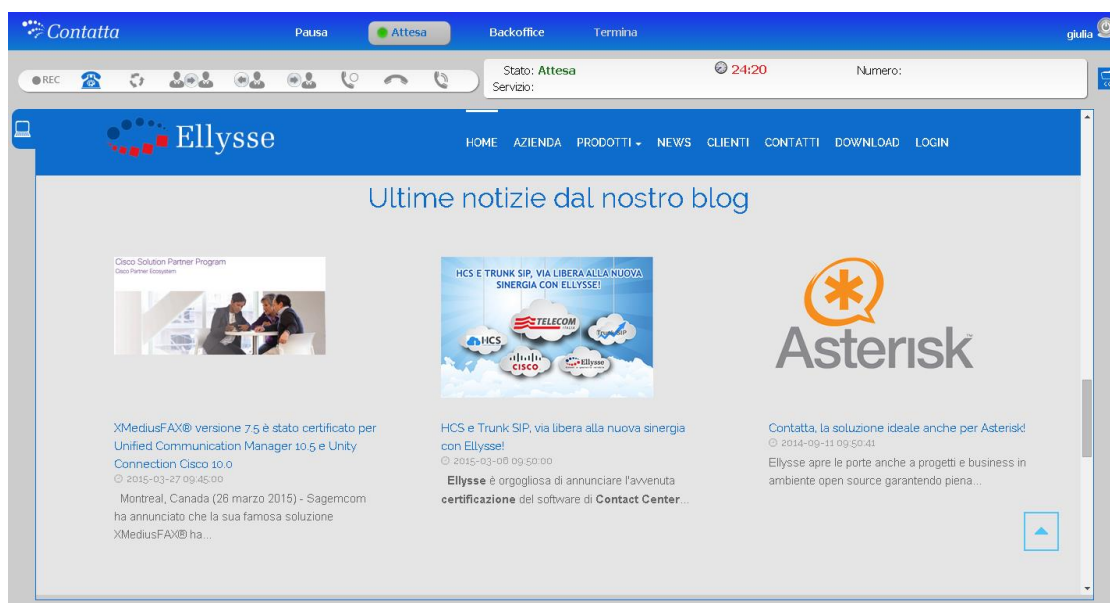 Contatta
Pausa
Attesa
Backoffice
Termina
giulia
REC
Stato: Attesa
24:20
Numero:
Servizio:
Ellysse
HOME AZIENDA PRODOTTI NEWS CLIENTI CONTATTI DOWNLOAD LOGIN
Ultime notizie dal nostro blog
Cisco Solution Partner Program
Cisco Partner Ecosystem
XMediusFAX® versione 7.5 è stato certificato per
Unified Communication Manager 10.5 e Unity
Connection Cisco 10.0
2015-03-27 09:45:00
Montreal, Canada (26 marzo 2015) - Sagemcom
ha annunciato che la sua famosa soluzione
XMediusFAX® ha...
HCS E TRUNK SIP, VIA LIBERA ALLA NUOVA
SINERGIA CON ELLYSSE!
TELECOM
ITALIA
HCS
Trunk SIP
CISCO
Ellysse
HCS e Trunk SIP, via libera alla nuova sinergia
con Ellysse!
2015-03-06 09:50:00
Ellysse è orgogliosa di annunciare l'avvenuta
certificazione del software di Contact Center...
Asterisk
Contatta, la soluzione ideale anche per Asterisk!
2014-09-11 09:50:41
Ellysse apre le porte anche a progetti e business in
ambiente open source garantendo piena...